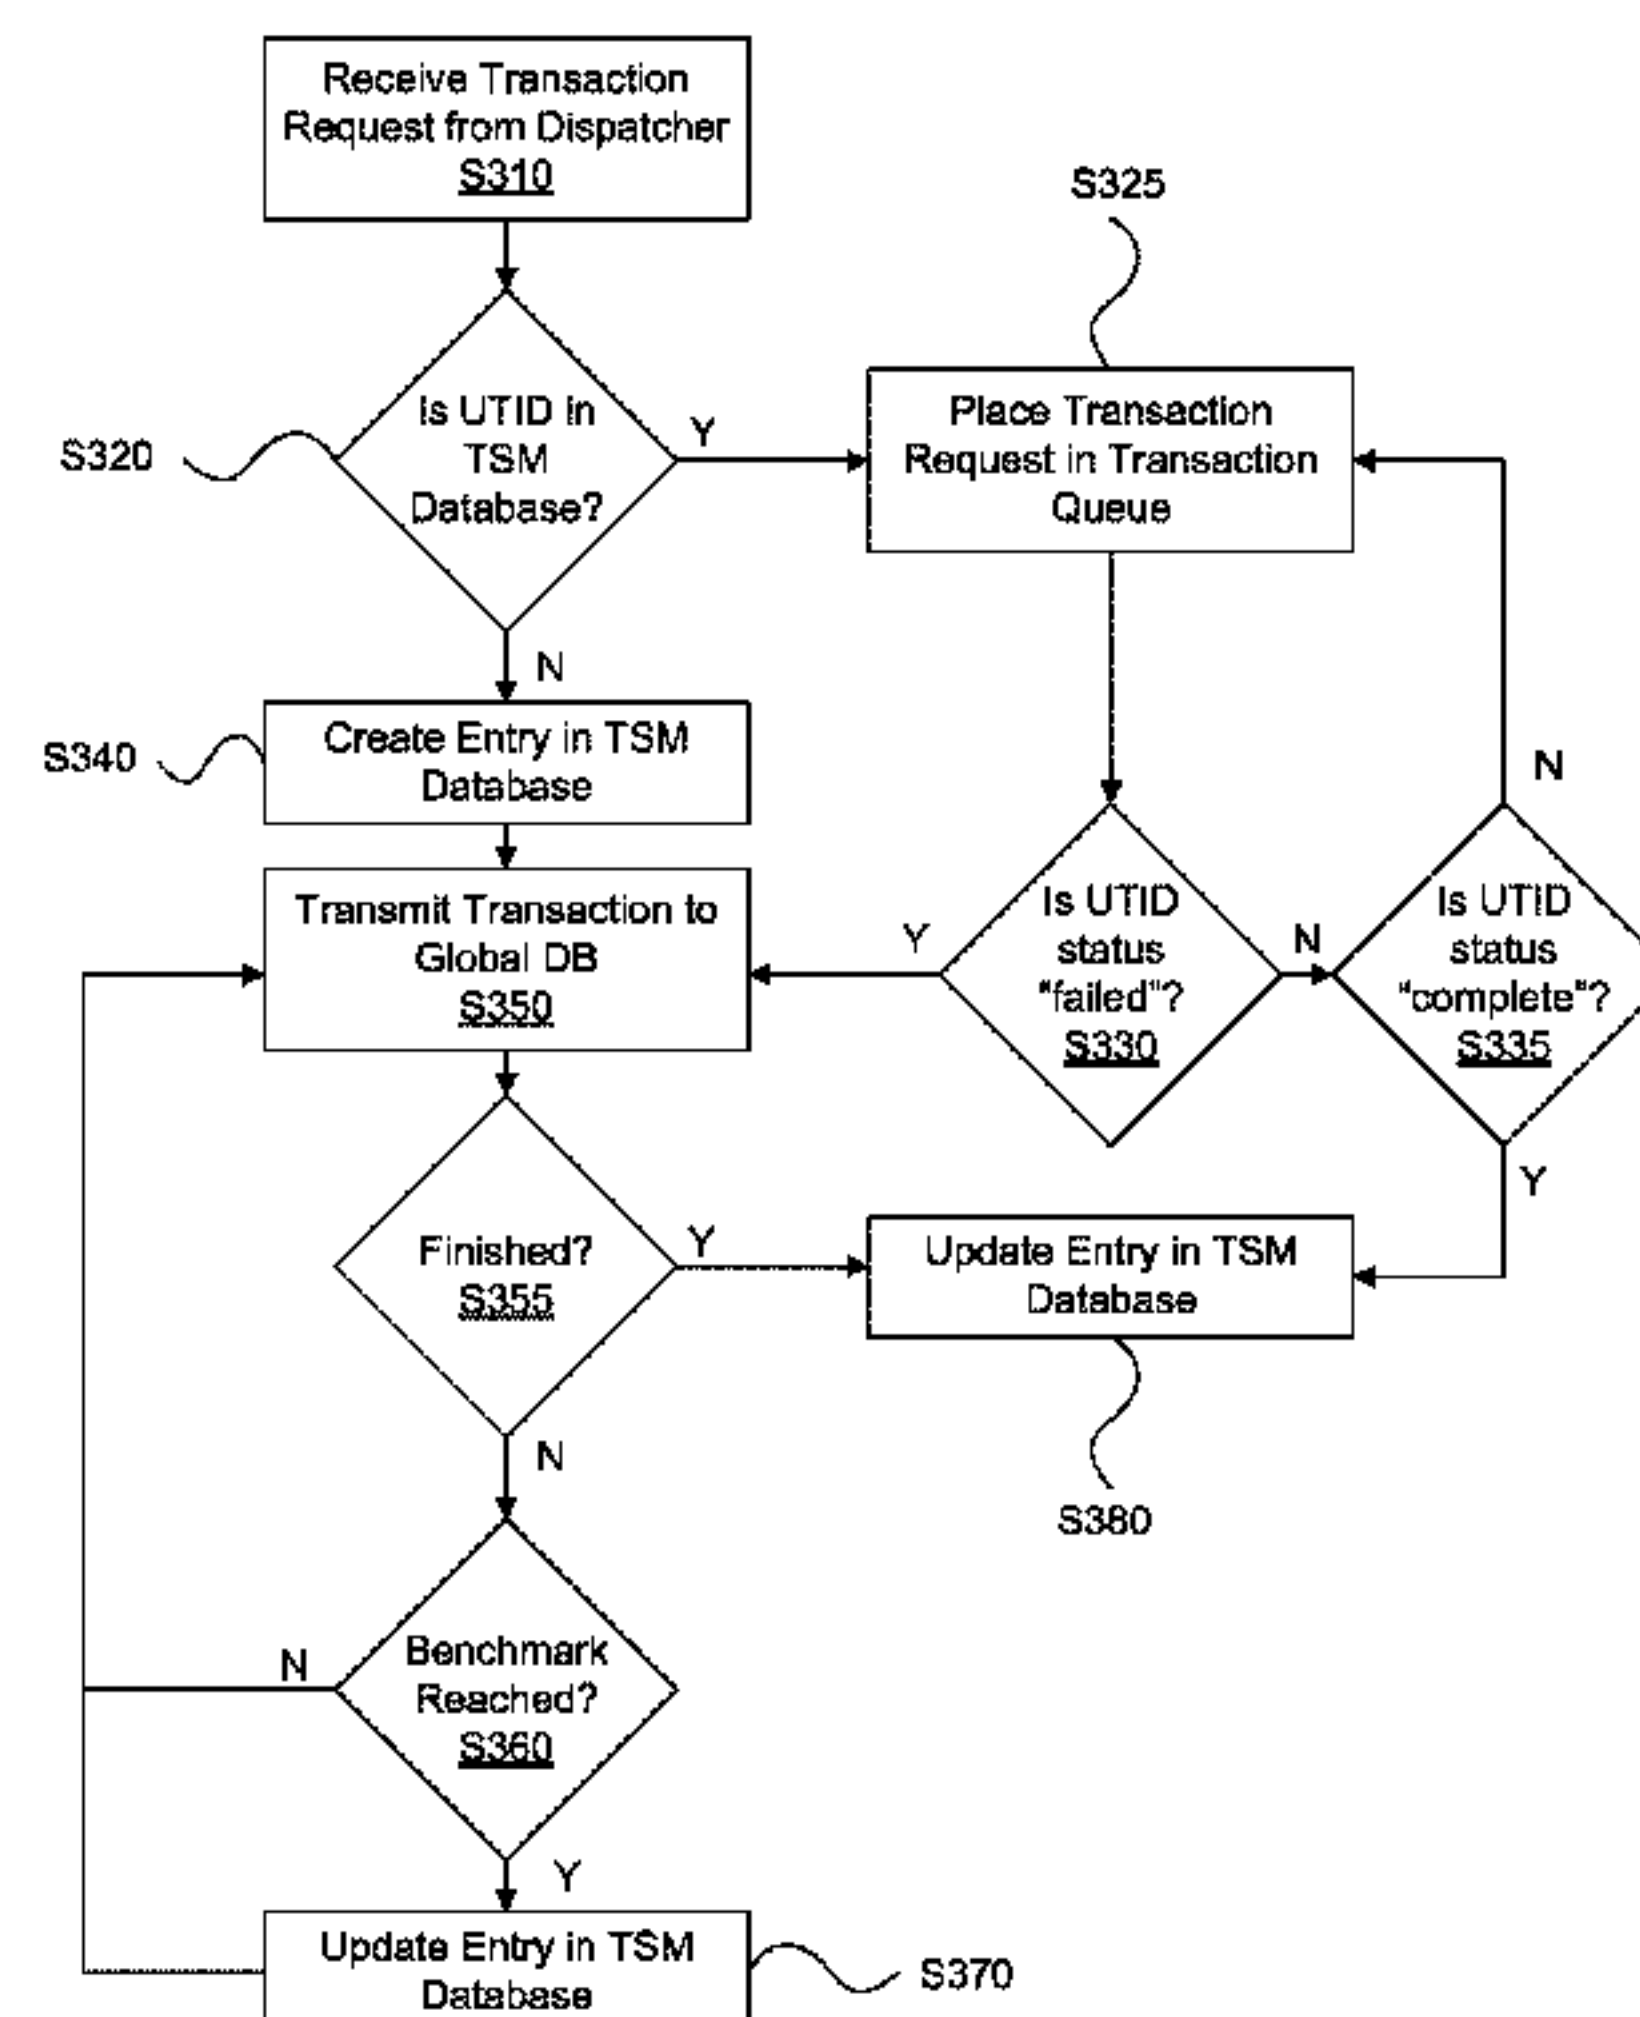 Receive Transaction
Request from Dispatcher
S310
S325
Is UTID in
TSM
Database?
S320
Y
Place Transaction
Request in Transaction
Queue
N
Create Entry in TSM
Database
S340
N
Transmit Transaction to
Global DB
S350
Y
Is UTID
status
"failed"?
S330
N
Is UTID
status
"complete"?
S335
Y
Finished?
S355
Y
Update Entry in TSM
Database
N
S380
Benchmark
Reached?
S360
N
Y
Update Entry in TSM
Database
S370